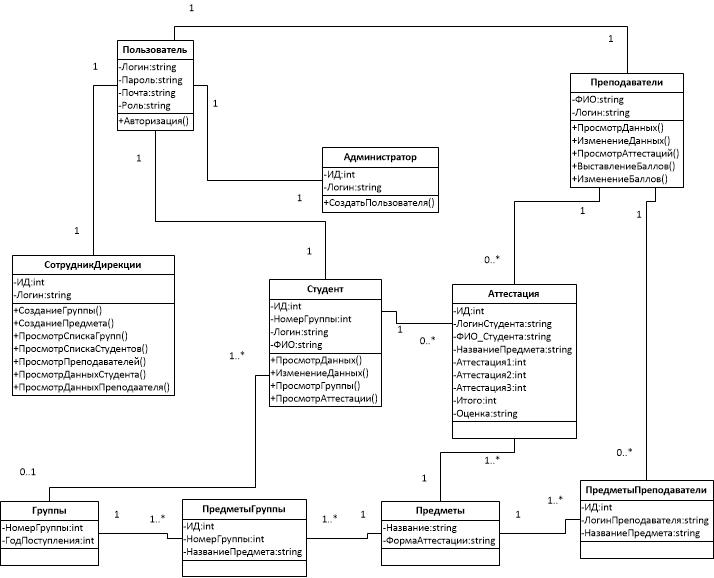 1
1
Пользователь
-Логин:string
-Пароль:string
-Почта:string
-Роль:string
+Авторизация()
Преподаватели
-ФИО:string
-Логин:string
+ПросмотрДанных()
+ИзменениеДанных()
+ПросмотрАттестаций()
+ВыставлениеБаллов()
+ИзменениеБаллов()
1
1
1
Администратор
-ИД:int
-Логин:string
+СоздатьПользователя()
1
1
1
1
1
СотрудникДирекции
-ИД:int
-Логин:string
+СозданиеГруппы()
+СозданиеПредмета()
+ПросмотрСпискаГрупп()
+ПросмотрСпискаСтудентов()
+ПросмотрПреподавателей()
+ПросмотрДанныхСтудента()
+ПросмотрДанныхПреподаателя()
1
0..*
Студент
-ИД:int
-НомерГруппы:int
-Логин:string
-ФИО:string
+ПросмотрДанных()
+ИзменениеДанных()
+ПросмотрГруппы()
+ПросмотрАттестации()
Аттестация
-ИД:int
-ЛогинСтудента:string
-ФИО_Студента:string
-НазваниеПредмета:string
-Аттестация1:int
-Аттестация2:int
-Аттестация3:int
-Итого:int
-Оценка:string
1
0..*
1..*
0..1
1
1..*
0..*
Группы
-НомерГруппы:int
-ГодПоступления:int
1
1..*
ПредметыГруппы
-ИД:int
-НомерГруппы:int
-НазваниеПредмета:string
1..*
1
Предметы
-Название:string
-ФормаАттестации:string
1
1..*
ПредметыПреподаватели
-ИД:int
-ЛогинПреподавателя:string
-НазваниеПредмета:string